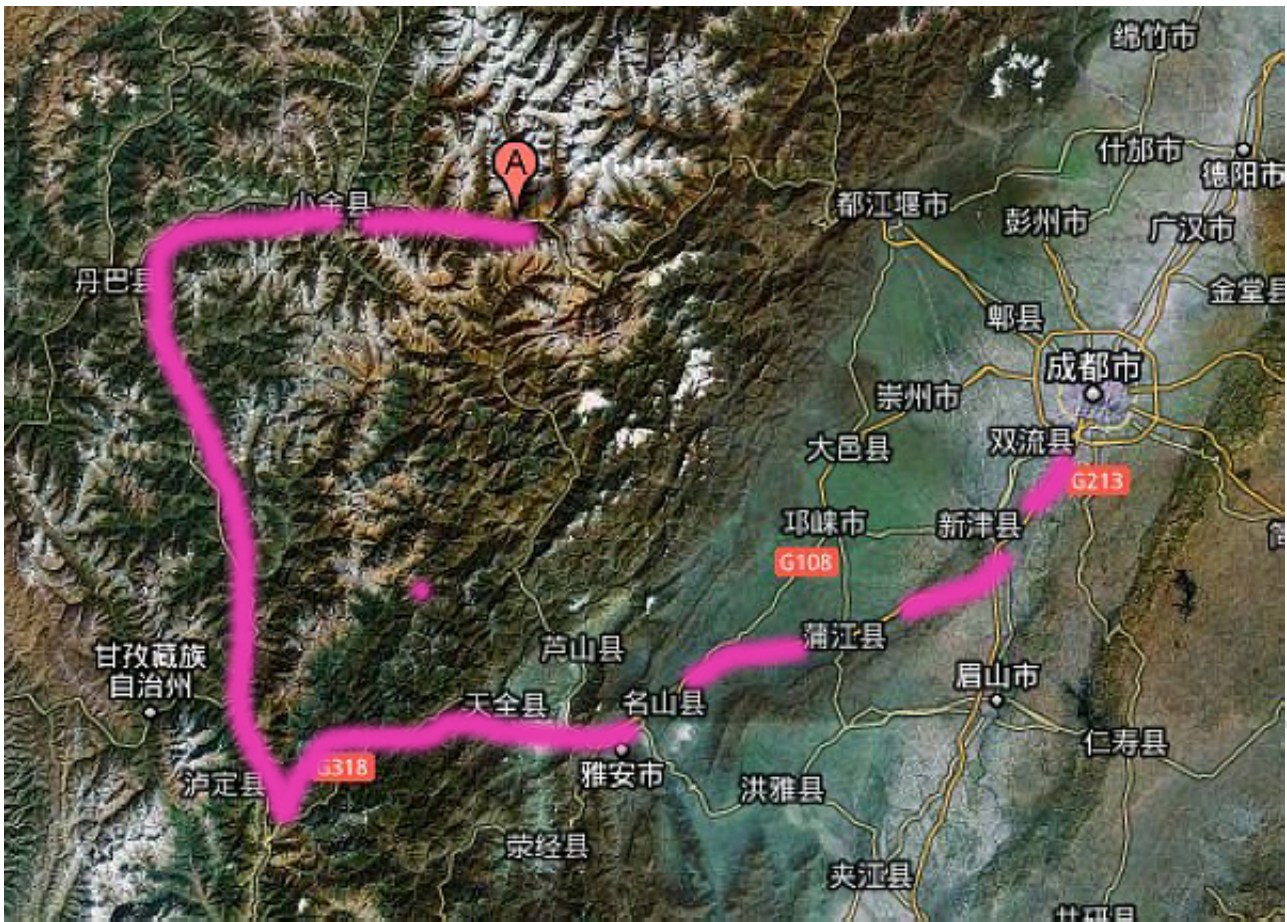 绵竹市
什邡市
德阳市
A
都江堰市
彭州市
广汉市
小金县
丹巴县
金堂县
郫县
成都市
崇州市
双流县
大邑县
G213
邛崃市
新津县
G108
芦山县
蒲江县
甘孜藏族
自治州
眉山市
天全县
名山县
仁寿县
G318
泸定县
雅安市
洪雅县
荥经县
夹江县
井研县